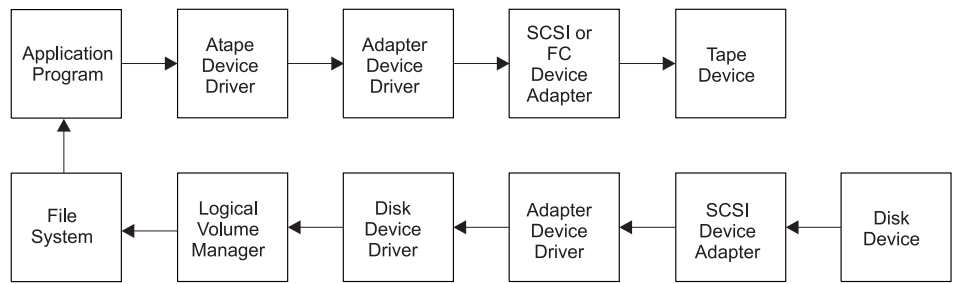 Application
Program
Atape
Device
Driver
Adapter
Device
Driver
SCSI or
FC
Device
Adapter
Tape
Device
File
System
Logical
Volume
Manager
Disk
Device
Driver
Adapter
Device
Driver
SCSI
Device
Adapter
Disk
Device